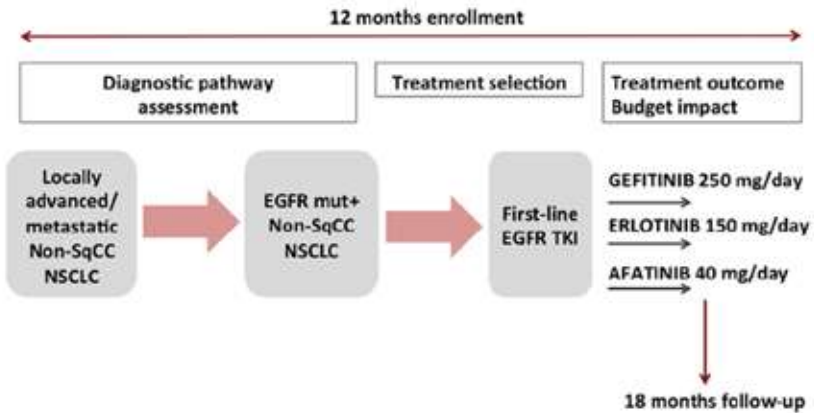 12 months enrollment
Diagnostic pathway
assessment
Treatment selection
Treatment outcome
Budget impact
Locally
advanced/
metastatic
Non-SqCC
NSCLC
EGFR mut+
Non-SqCC
NSCLC
First-line
EGFR TKI
GEFITINIB 250 mg/day
ERLOTINIB 150 mg/day
AFATINIB 40 mg/day
18 months follow-up